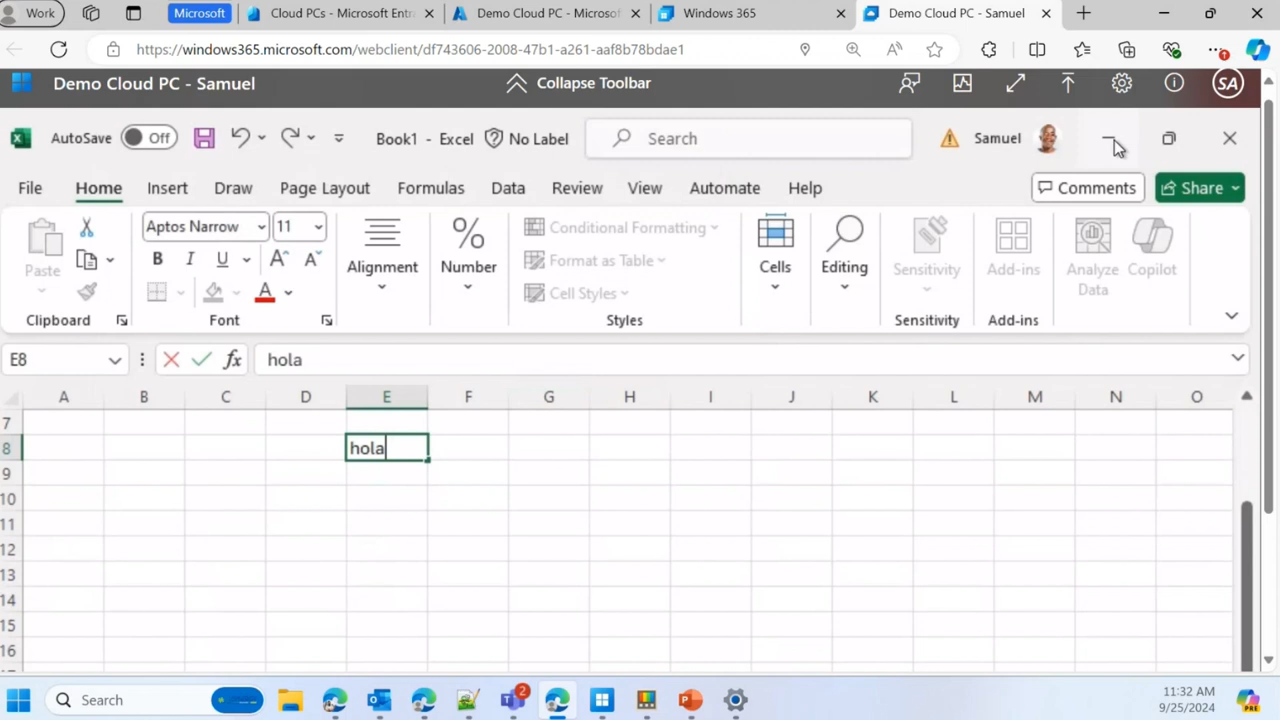 Work
Microsoft
Cloud PCs - Microsoft Entr
Demo Cloud PC - Microsof
Windows 365
Demo Cloud PC - Samuel
https://windows365.microsoft.com/webclient/df743606-2008-47b1-a261-aaf8b78bdae1
Demo Cloud PC - Samuel
Collapse Toolbar
SA
AutoSave
Off
Book1 - Excel
No Label
Search
Samuel
File
Home
Insert
Draw
Page Layout
Formulas
Data
Review
View
Automate
Help
Comments
Share
Paste
Clipboard
Aptos Narrow
11
B I U
A A
A
Font
Alignment
%
Number
Conditional Formatting
Format as Table
Cell Styles
Styles
Cells
Editing
Sensitivity
Sensitivity
Add-ins
Add-ins
Analyze
Data
Copilot
E8
fx
hola
A B C D E F G H I J K L M N O
7
8 hola
9
10
11
12
13
14
15
16
Search
2
11:32 AM
9/25/2024
PRE